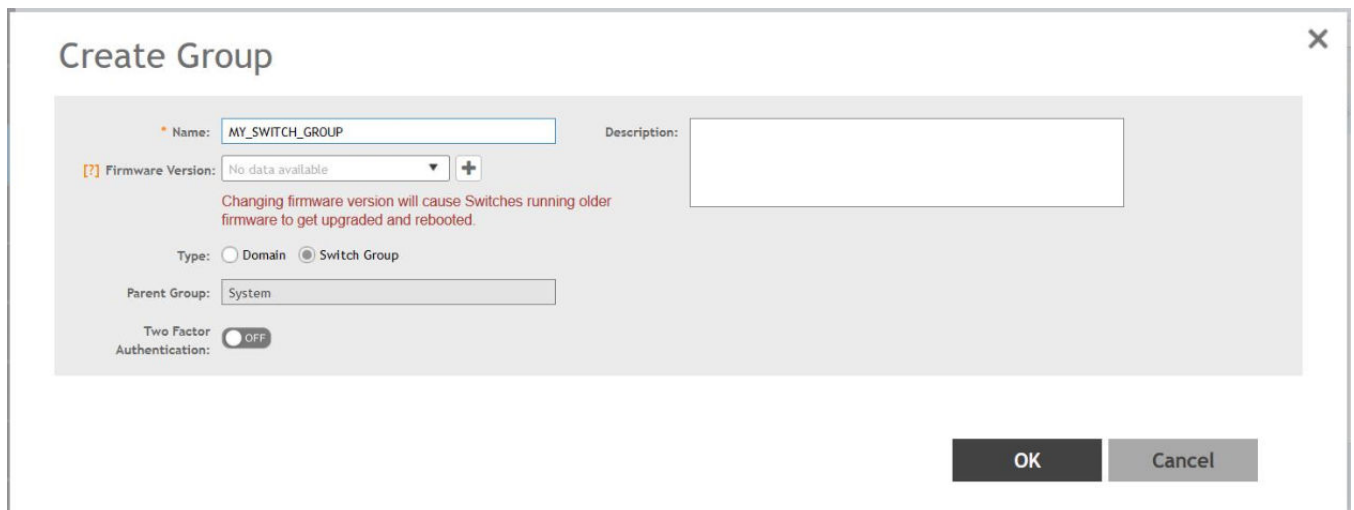 Create Group
* Name: MY_SWITCH_GROUP Description:
[?] Firmware Version: No data available
Changing firmware version will cause Switches running older
firmware to get upgraded and rebooted.
Type: Domain Switch Group
Parent Group: System
Two Factor
Authentication: OFF
OK Cancel